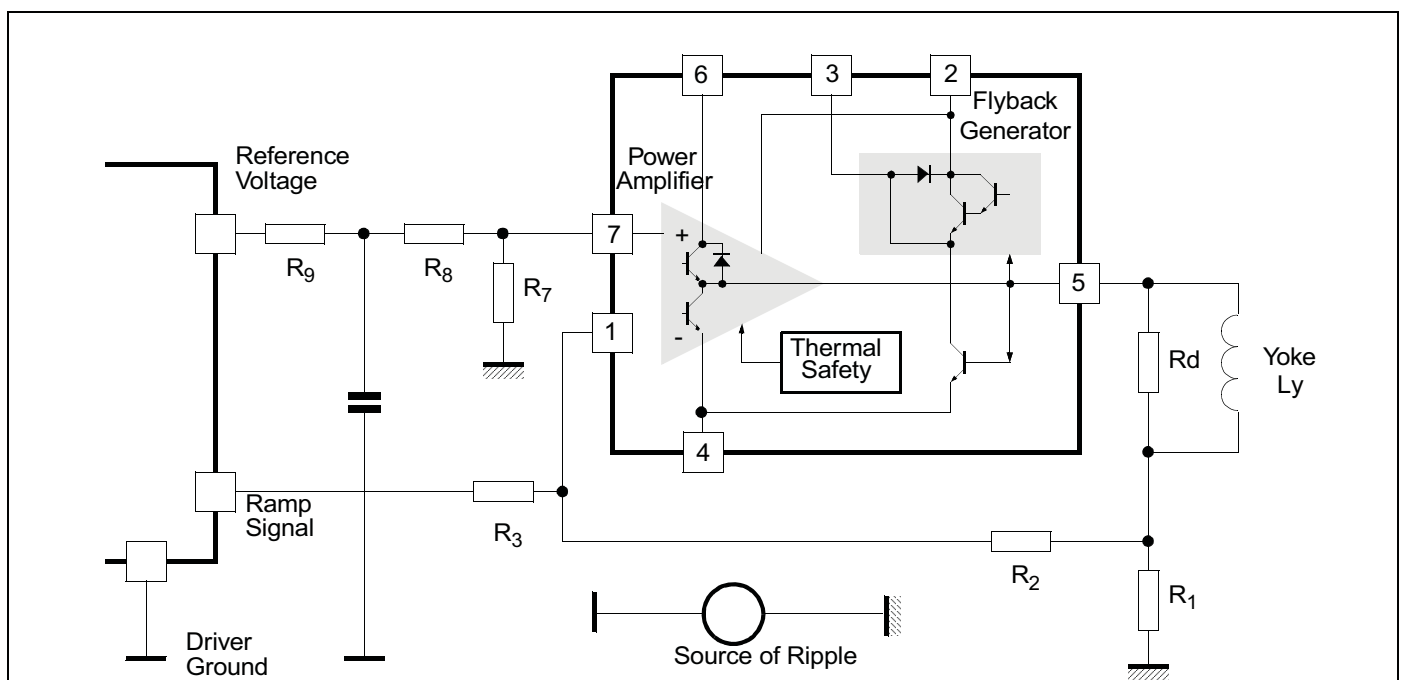 6
3
2
Flyback
Generator
Reference
Voltage
Power
Amplifier
R9
R8
R7
7
+
1
-
Thermal
Safety
5
Rd
Yoke
Ly
4
Ramp
Signal
R3
R2
R1
Driver
Ground
Source of Ripple